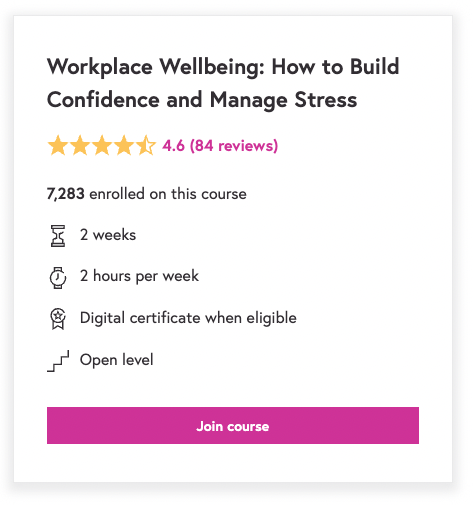 Workplace Wellbeing: How to Build
Confidence and Manage Stress
4.6 (84 reviews)
7,283 enrolled on this course
2 weeks
2 hours per week
Digital certificate when eligible
Open level
Join course